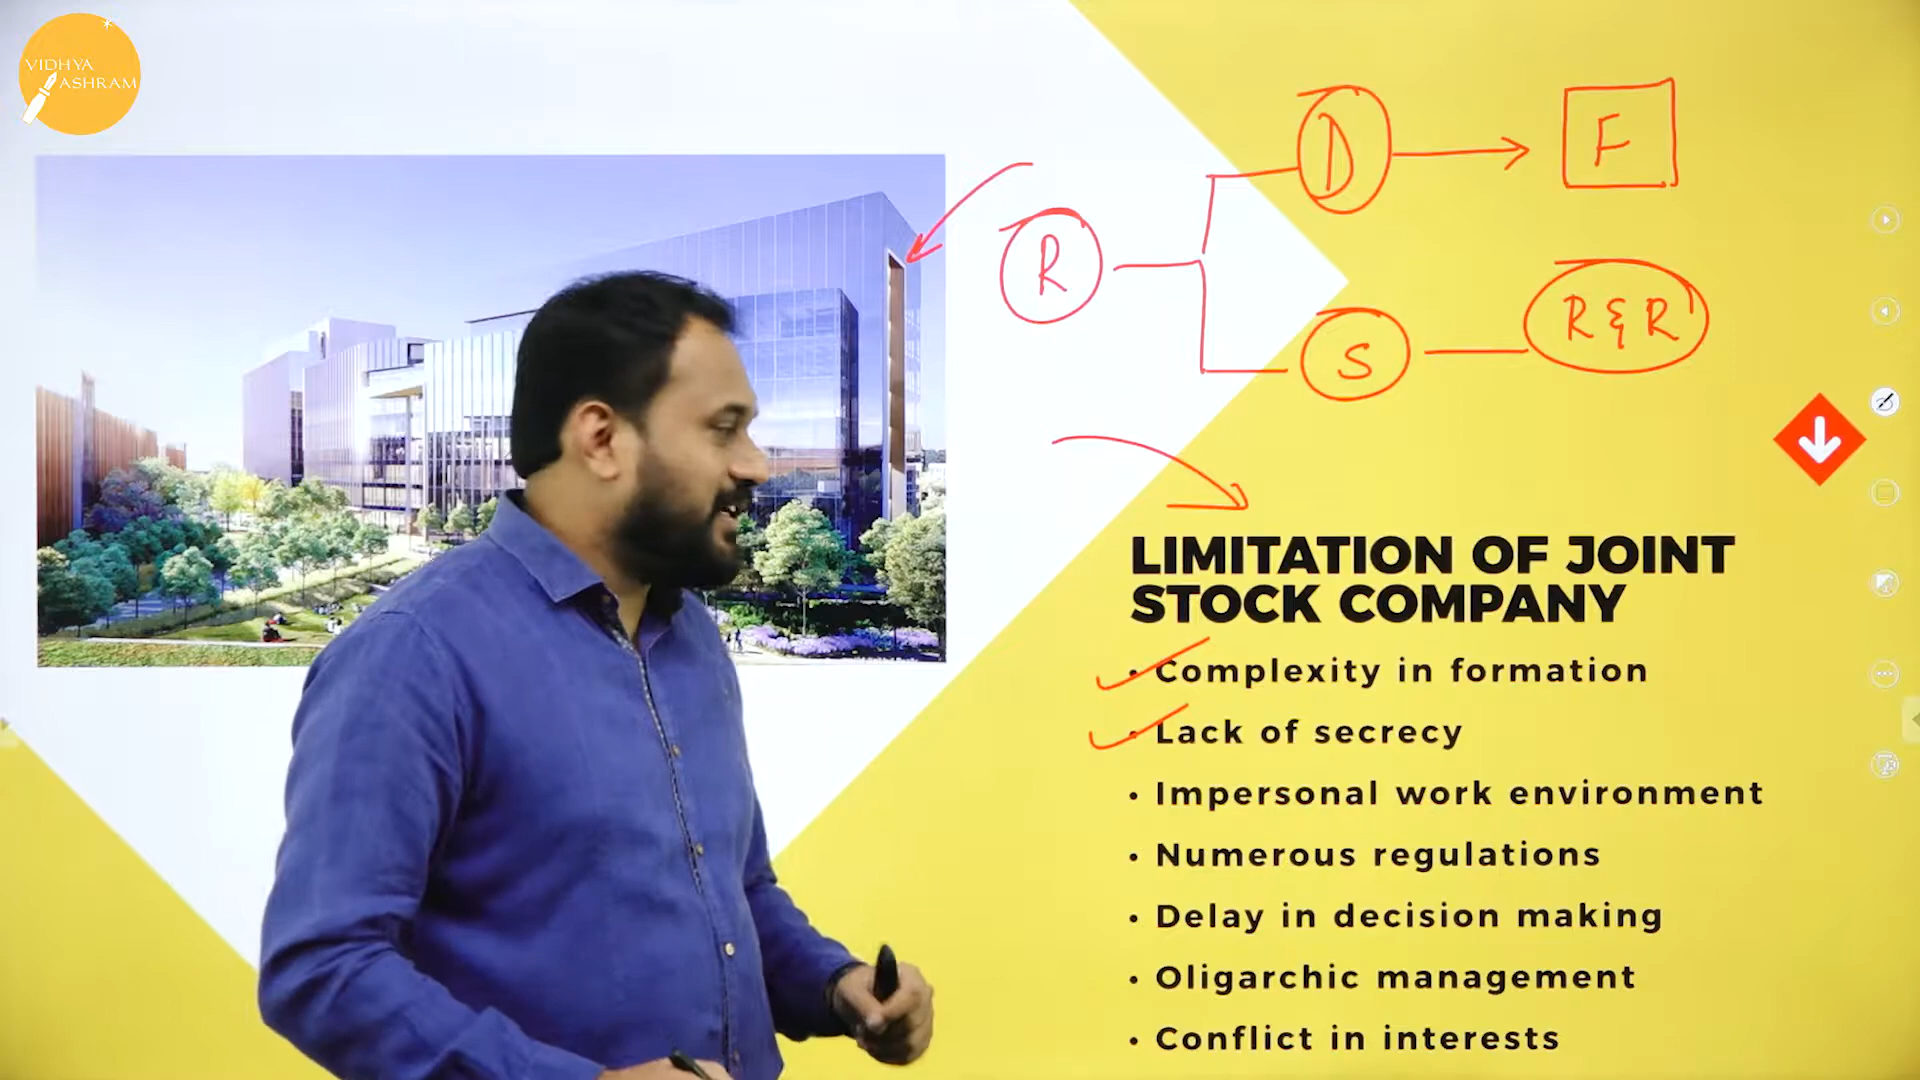 VIDHYA
ASHRAM
D
F
R
S
R & R
LIMITATION OF JOINT
STOCK COMPANY
• Complexity in formation
• Lack of secrecy
• Impersonal work environment
• Numerous regulations
• Delay in decision making
• Oligarchic management
• Conflict in interests